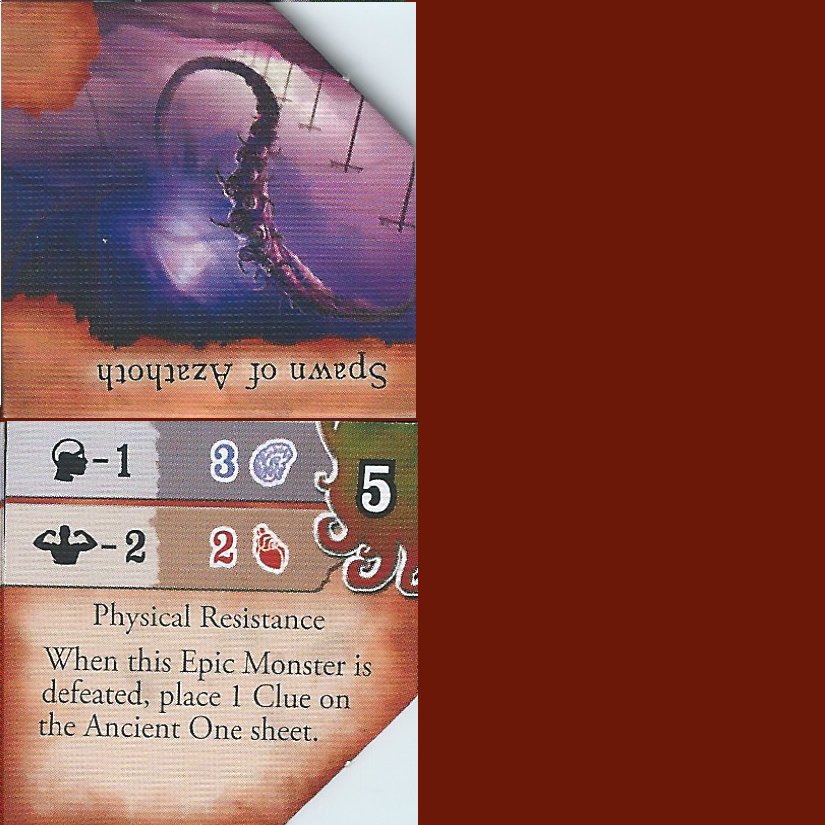 Spawn of Azathoth
-1 3 5
-2 2
Physical Resistance
When this Epic Monster is
defeated, place 1 Clue on
the Ancient One sheet.